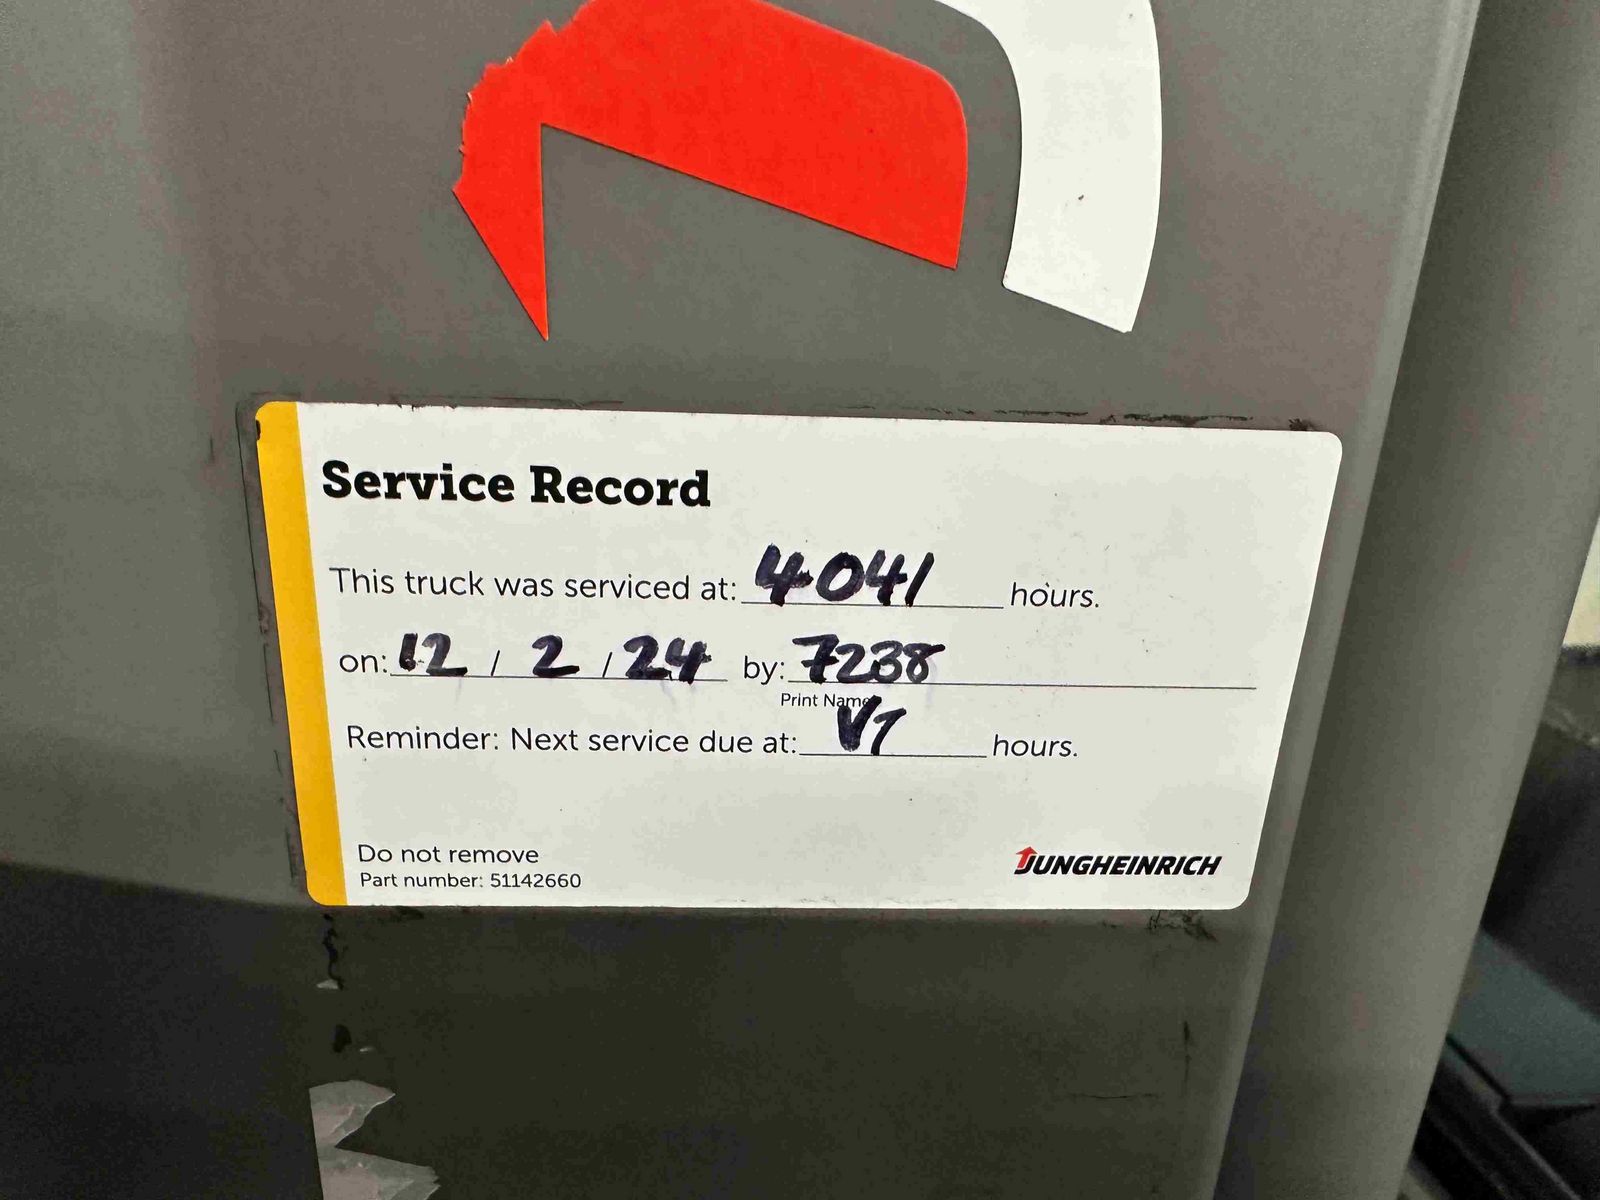 Service Record
This truck was serviced at: 4041 hours.
on: 12 / 2 / 24 by: 7238
Print Name
Reminder: Next service due at: V7 hours.
Do not remove
Part number: 51142660
JUNGHEINRICH